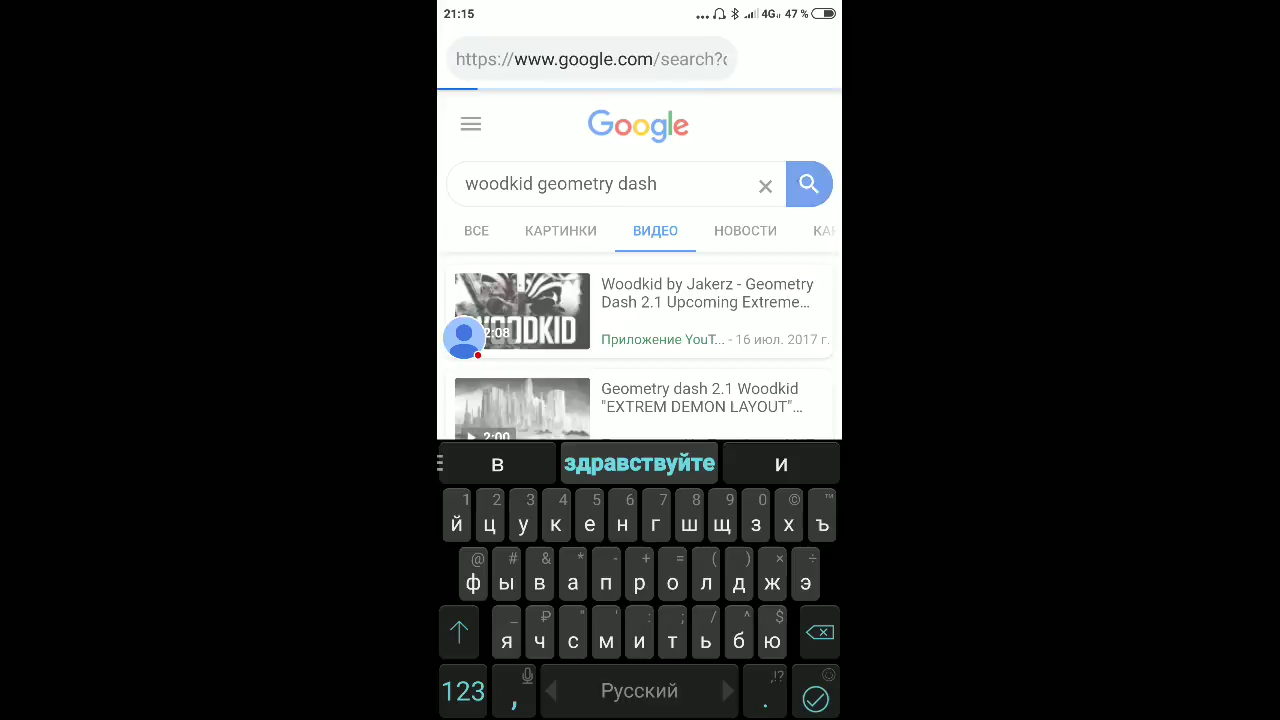 21:15
4G 47 %
https://www.google.com/search?
Google
woodkid geometry dash
ВСЕ КАРТИНКИ ВИДЕО НОВОСТИ КА
WOODKID
2:08
Woodkid by Jakerz - Geometry
Dash 2.1 Upcoming Extreme...
Приложение YouT... - 16 июл. 2017 г.
2:00
Geometry dash 2.1 Woodkid
"EXTREM DEMON LAYOUT"...
в здравствуйте и
1 2 3 4 5 6 7 8 9 0 © ™
й ц у к е н г ш щ з х ъ
@ # & * - + = ( ) × ÷
ф ы в а п р о л д ж э
_ ₽ " ' : ; / ^ $
я ч с м и т ь б ю
,!?
123 , Русский .